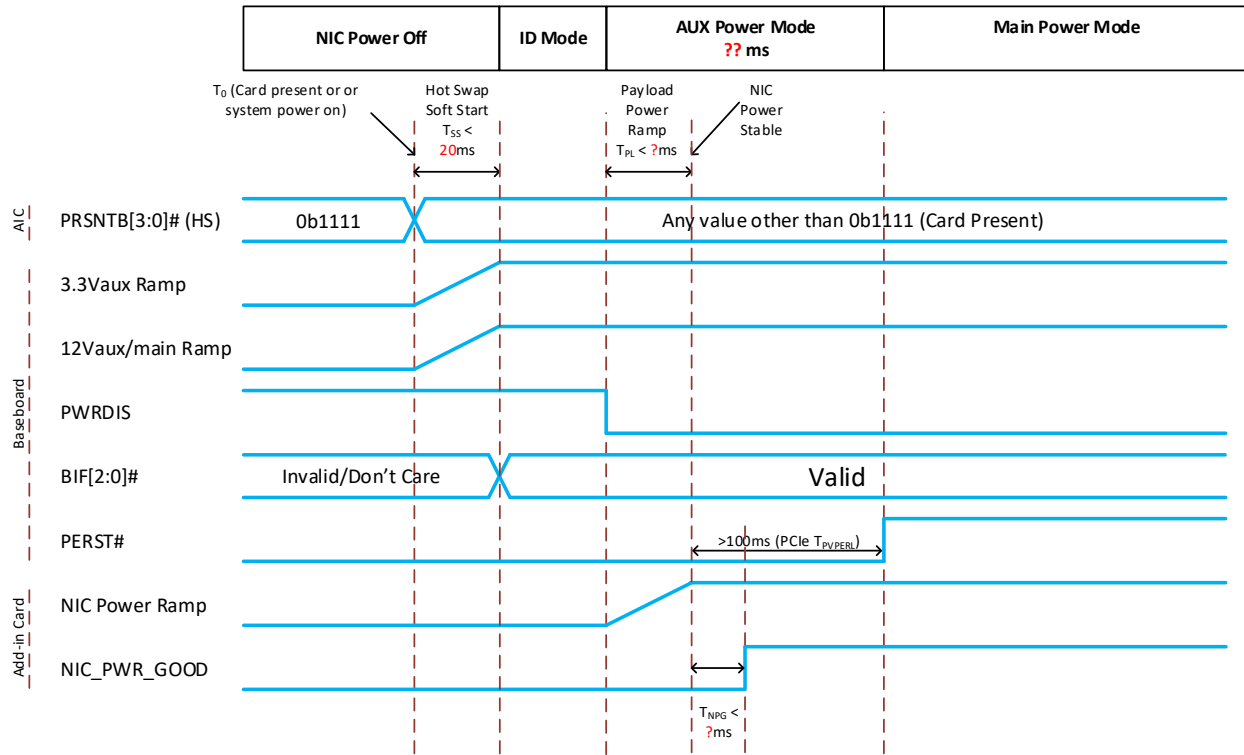 NIC Power Off
ID Mode
AUX Power Mode
?? ms
Main Power Mode
T0 (Card present or or
system power on)
Hot Swap
Soft Start
TSS <
20ms
Payload
Power
Ramp
TPL < ?ms
NIC
Power
Stable
AIC
PRSNTB[3:0]# (HS)
0b1111
Any value other than 0b1111 (Card Present)
Baseboard
3.3Vaux Ramp
12Vaux/main Ramp
PWRDIS
BIF[2:0]#
Invalid/Don’t Care
Valid
PERST#
>100ms (PCIe TPVPERL)
Add-in Card
NIC Power Ramp
NIC_PWR_GOOD
TNPG <
?ms